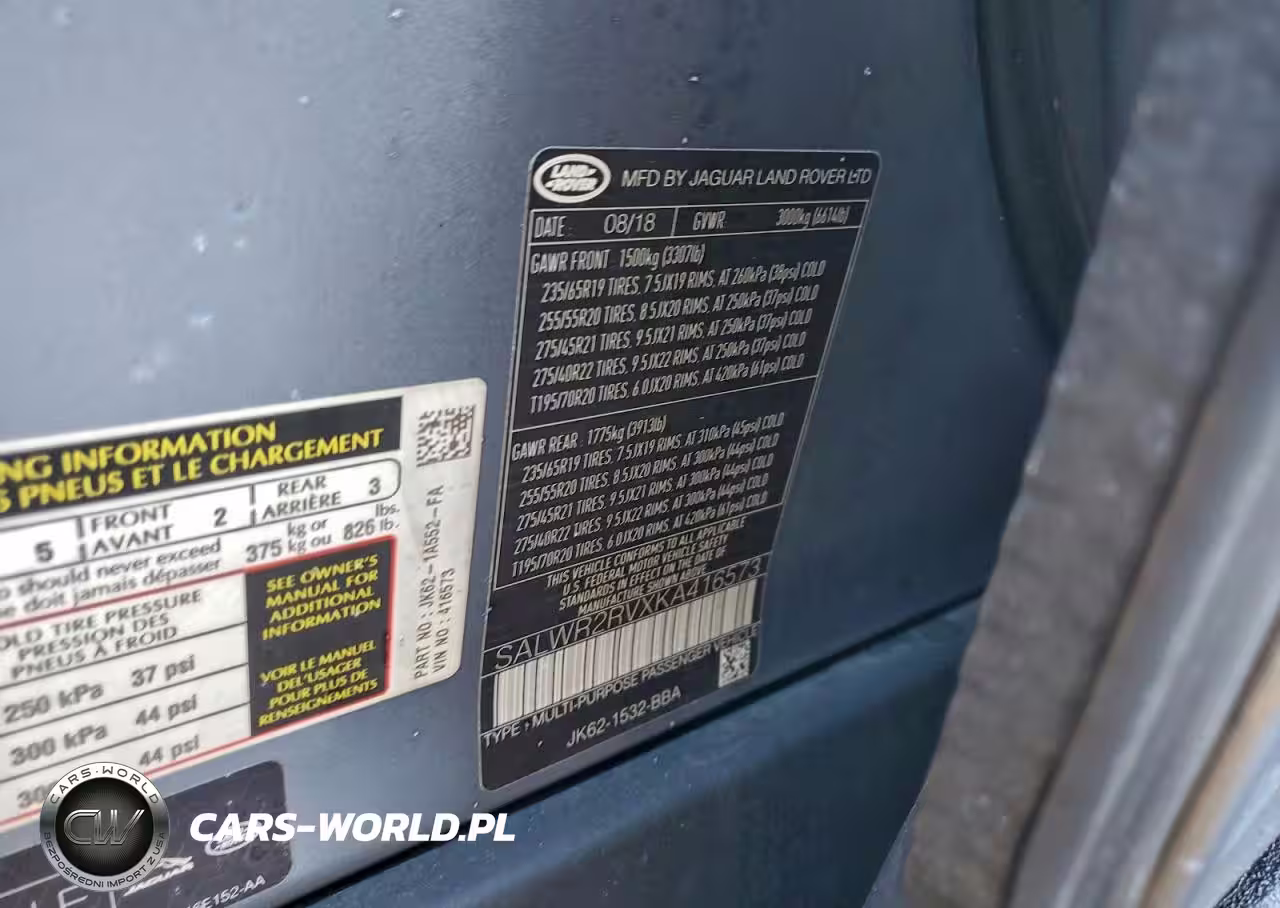 LAND-
-ROVER
MFD BY JAGUAR LAND ROVER LTD
DATE: 08/18 GVWR: 3000kg (6614lb)
GAWR FRONT: 1500kg (3307lb)
235/65R19 TIRES, 7.5JX19 RIMS, AT 260kPa (38psi) COLD
255/55R20 TIRES, 8.5JX20 RIMS, AT 250kPa (37psi) COLD
275/45R21 TIRES, 9.5JX21 RIMS, AT 250kPa (37psi) COLD
275/40R22 TIRES, 9.5JX22 RIMS, AT 250kPa (37psi) COLD
T195/70R20 TIRES, 6.0JX20 RIMS, AT 420kPa (61psi) COLD
GAWR REAR: 1775kg (3913lb)
235/65R19 TIRES, 7.5JX19 RIMS, AT 310kPa (45psi) COLD
255/55R20 TIRES, 8.5JX20 RIMS, AT 300kPa (44psi) COLD
275/45R21 TIRES, 9.5JX21 RIMS, AT 300kPa (44psi) COLD
275/40R22 TIRES, 9.5JX22 RIMS, AT 300kPa (44psi) COLD
T195/70R20 TIRES, 6.0JX20 RIMS, AT 420kPa (61psi) COLD
THIS VEHICLE CONFORMS TO ALL APPLICABLE
U.S. FEDERAL MOTOR VEHICLE SAFETY
STANDARDS IN EFFECT ON THE DATE OF
MANUFACTURE SHOWN ABOVE
SALWR2RVXKA416573
TYPE: MULTI-PURPOSE PASSENGER VEHICLE
JK62-1532-BBA
NG INFORMATION
S PNEUS ET LE CHARGEMENT
5 FRONT AVANT 2 REAR ARRIÈRE 3
should never exceed
e doit jamais dépasser
375 kg or kg ou 826 lbs. lb.
OLD TIRE PRESSURE
PRESSION DES
PNEUS À FROID
250 kPa 37 psi
300 kPa 44 psi
44 psi
SEE OWNER'S
MANUAL FOR
ADDITIONAL
INFORMATION
VOIR LE MANUEL
DEL'USAGER
POUR PLUS DE
RENSEIGNEMENTS
PART NO: JK62-1A552-FA
VIN NO: 416573
JAGUAR
CARS-WORLD
CW
BEZPOŚREDNI IMPORT Z USA
CARS-WORLD.PL